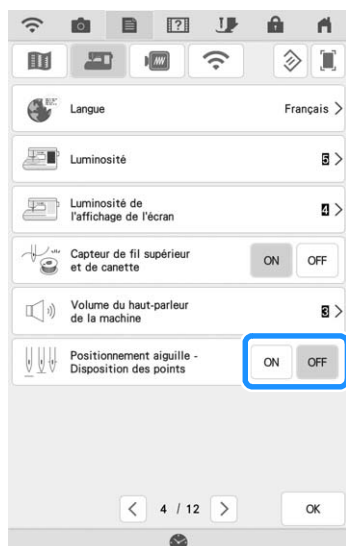 Langue
Français >
Luminosité
5 >
Luminosité de
l'affichage de l'écran
4 >
Capteur de fil supérieur
et de canette
ON OFF
Volume du haut-parleur
de la machine
3 >
Positionnement aiguille -
Disposition des points
ON OFF
< 4 / 12 >
OK